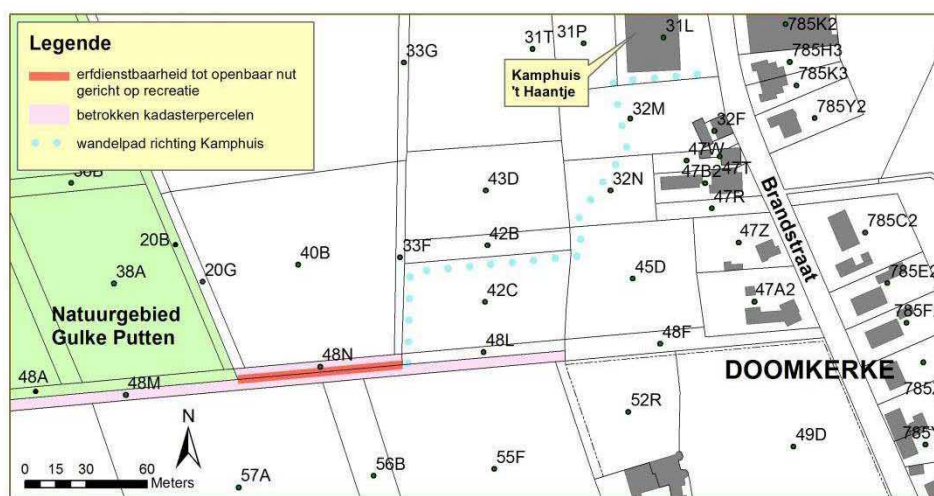 Legende
erfdienstbaarheid tot openbaar nut
gericht op recreatie
betrokken kadasterpercelen
wandelpad richting Kamphuis
Kamphuis
't Haantje
33G
31T
31P
31L
785K2
785H3
785K3
785Y2
32M
32F
47W
47T
47B2
47R
32N
43D
Brandstraat
785C2
20B
40B
33F
42B
47Z
38A
20G
45D
785E2
42C
47A2
Natuurgebied
Gulke Putten
48A
48M
48N
48L
48F
DOOMKERKE
52R
49D
57A
56B
55F
N
0 15 30 60
Meters